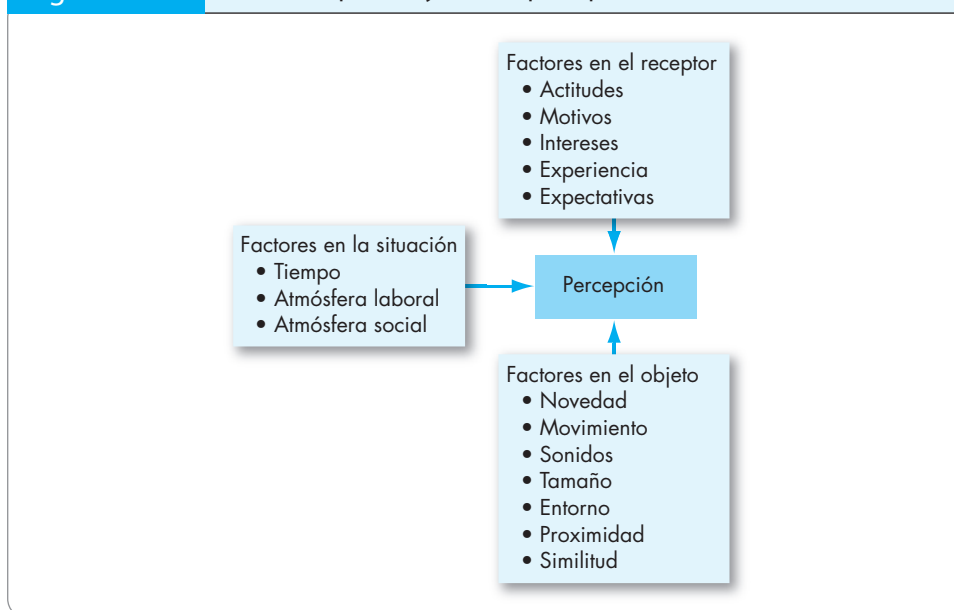 Factores en el receptor
• Actitudes
• Motivos
• Intereses
• Experiencia
• Expectativas
Factores en la situación
• Tiempo
• Atmósfera laboral
• Atmósfera social
Percepción
Factores en el objeto
• Novedad
• Movimiento
• Sonidos
• Tamaño
• Entorno
• Proximidad
• Similitud